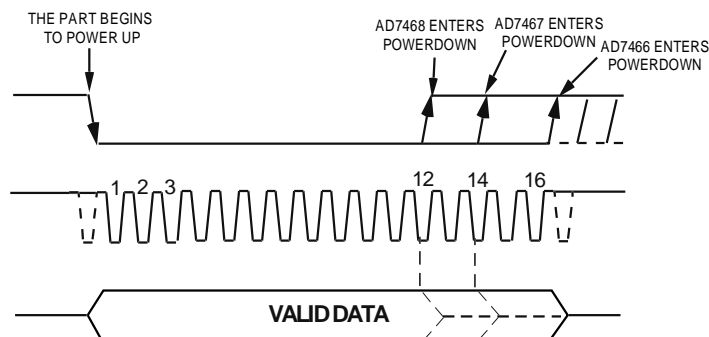 THE PART BEGINS
TO POWER UP
AD7468 ENTERS
POWERDOWN
AD7467 ENTERS
POWERDOWN
AD7466 ENTERS
POWERDOWN
1 2 3 12 14 16
VALID DATA